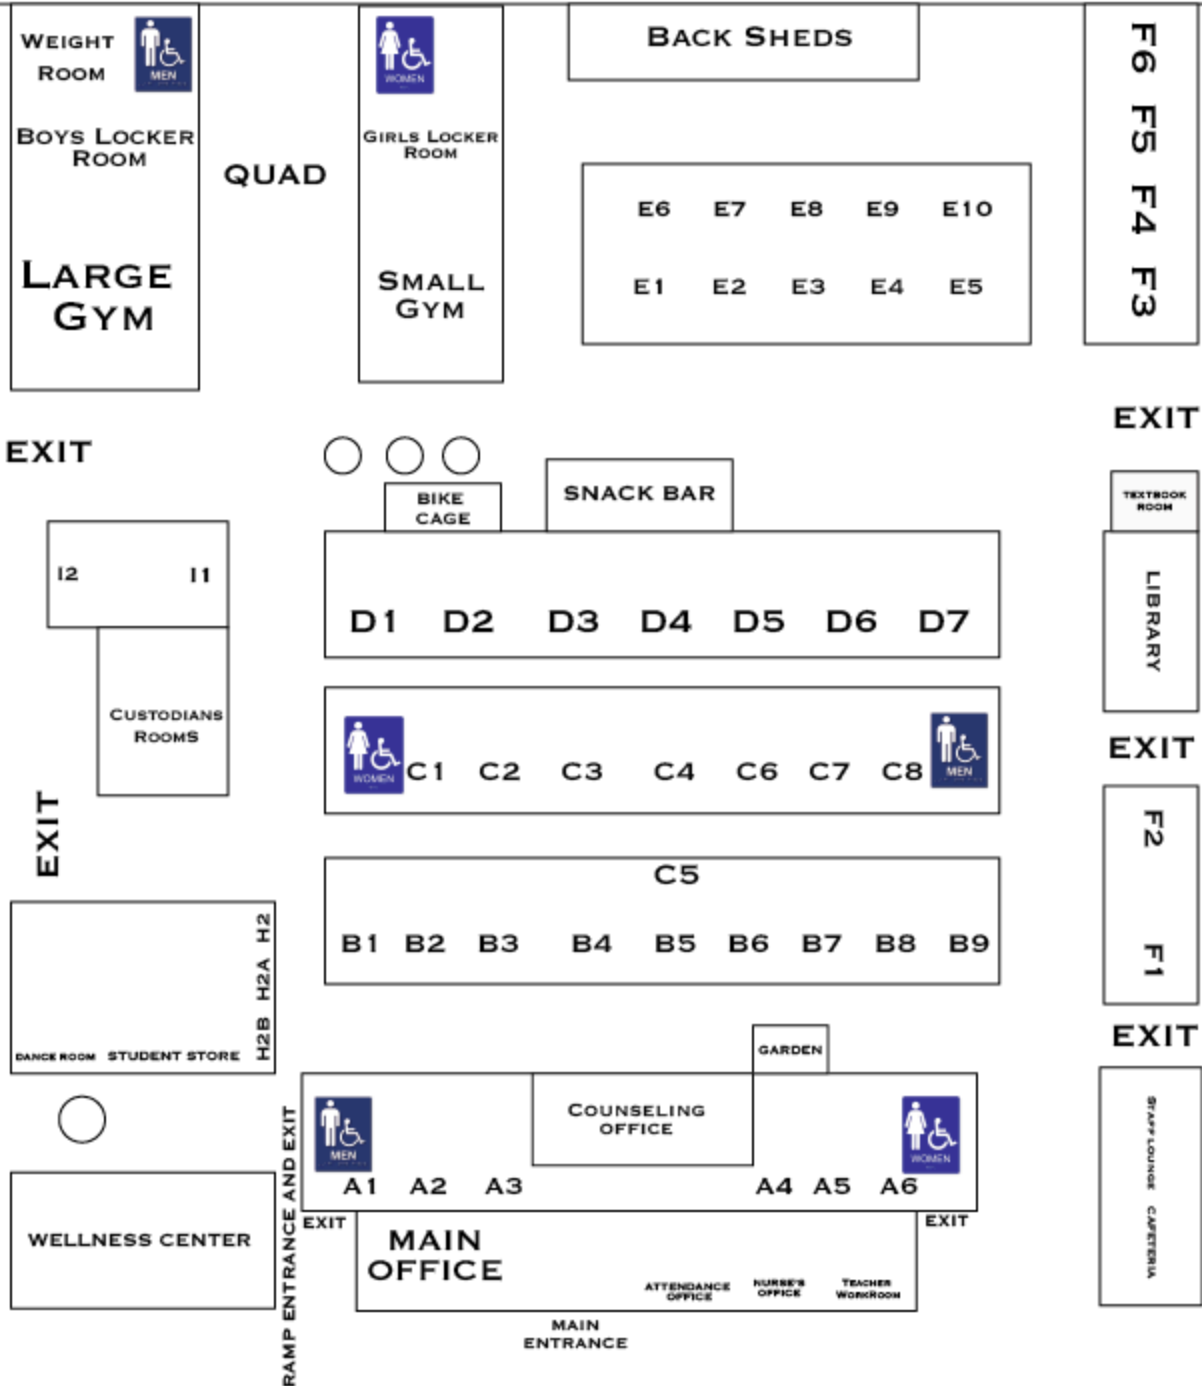 WEIGHT
ROOM
MEN
BOYS LOCKER
ROOM
LARGE
GYM
QUAD
WOMEN
GIRLS LOCKER
ROOM
SMALL
GYM
BACK SHEDS
E6 E7 E8 E9 E10
E1 E2 E3 E4 E5
F6 F5 F4 F3
EXIT
EXIT
BIKE
CAGE
SNACK BAR
D1 D2 D3 D4 D5 D6 D7
TEXTBOOK
ROOM
LIBRARY
I2 I1
CUSTODIANS
ROOMS
WOMEN
C1 C2 C3 C4 C6 C7 C8
MEN
EXIT
EXIT
C5
B1 B2 B3 B4 B5 B6 B7 B8 B9
F2 F1
EXIT
H2B H2A H2
DANCE ROOM STUDENT STORE
GARDEN
COUNSELING
OFFICE
MEN
WOMEN
A1 A2 A3 A4 A5 A6
EXIT
EXIT
RAMP ENTRANCE AND EXIT
WELLNESS CENTER
MAIN
OFFICE
ATTENDANCE
OFFICE
NURSE'S
OFFICE
TEACHER
WORKROOM
MAIN
ENTRANCE
STAFF LOUNGE CAFETERIA